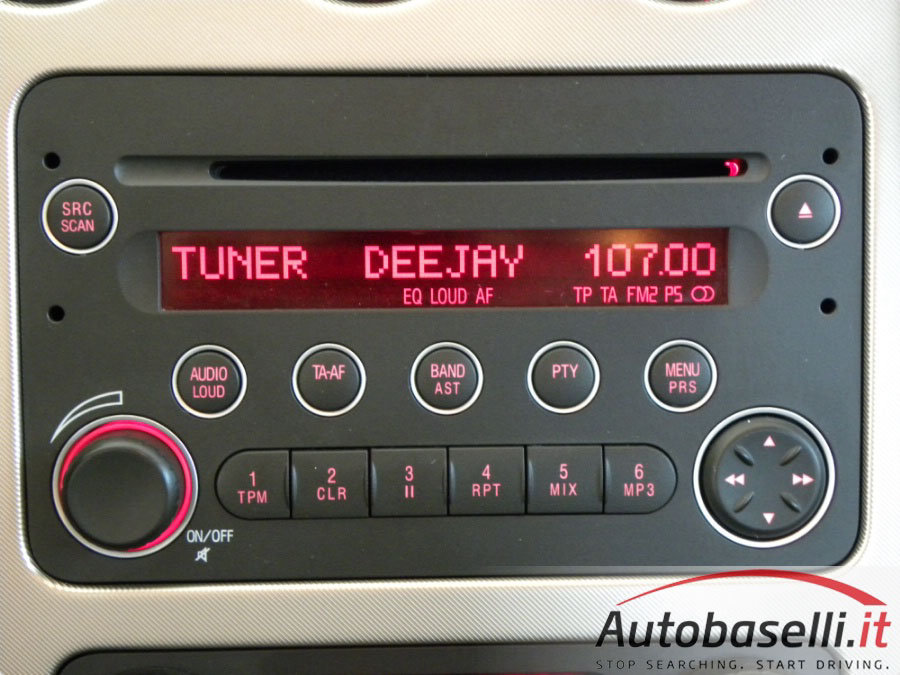 SRC
SCAN
TUNER DEEJAY 107.00
EQ LOUD AF
TP TA FM2 PS
AUDIO
LOUD
TA-AF
BAND
AST
PTY
MENU
PRS
1
TPM
2
CLR
3
4
RPT
5
MIX
6
MP3
ON/OFF
Autobaselli.it
STOP SEARCHING. START DRIVING.